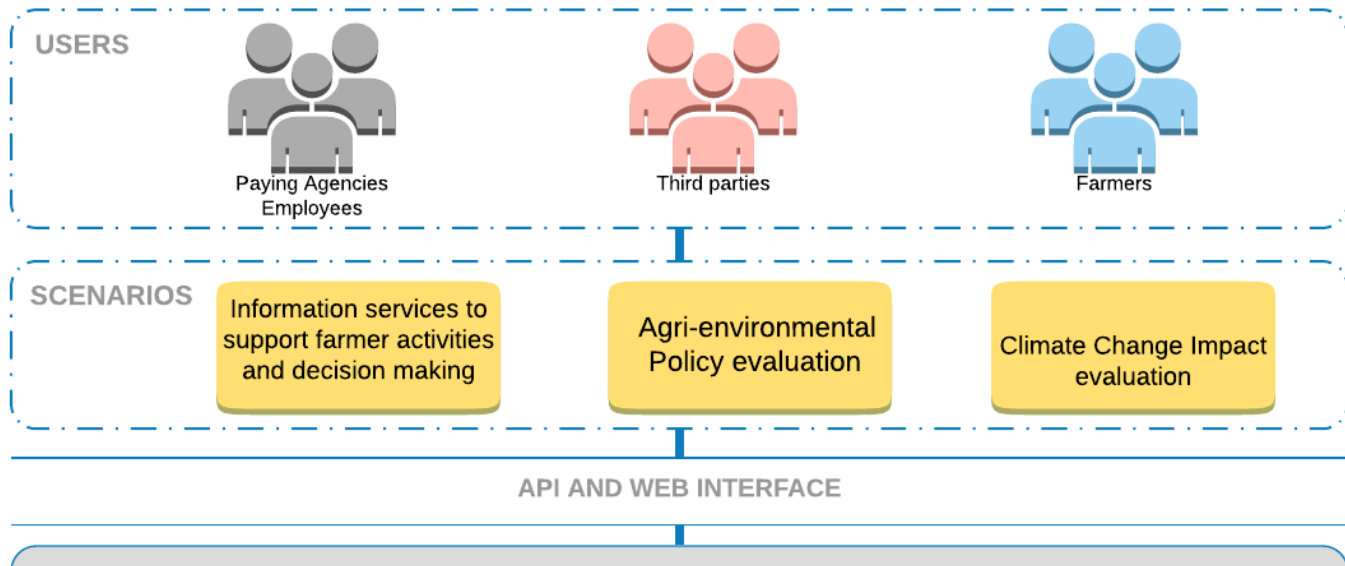 USERS
Paying Agencies
Employees
Third parties
Farmers
SCENARIOS
Information services to
support farmer activities
and decision making
Agri-environmental
Policy evaluation
Climate Change Impact
evaluation
API AND WEB INTERFACE